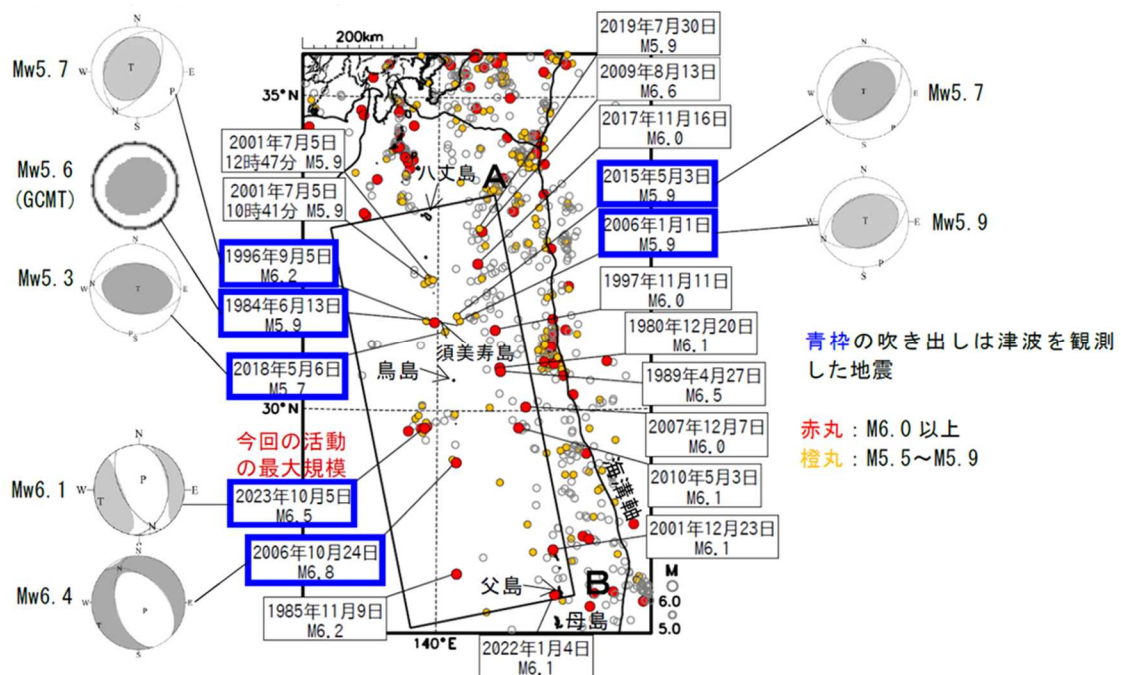 N
T
W
E
P
N
S
Mw5.7
Mw5.6
(GCMT)
Mw5.3
N
T
W
N
E
P
S
200km
35°N
30°N
140°E
2001年7月5日
12時47分 M5.9
2001年7月5日
10時41分 M5.9
1996年9月5日
M6.2
1984年6月13日
M5.9
2018年5月6日
M5.7
今回の活動
の最大規模
2023年10月5日
M6.5
2006年10月24日
M6.8
1985年11月9日
M6.2
Mw6.1
N
P
T
E
N
Mw6.4
N
N
W
P
E
S
八丈島
A
須美寿島
鳥島
父島
母島
B
海溝軸
M
6.0
5.0
2019年7月30日
M5.9
2009年8月13日
M6.6
2017年11月16日
M6.0
2015年5月3日
M5.9
2006年1月1日
M5.9
1997年11月11日
M6.0
1980年12月20日
M6.1
1989年4月27日
M6.5
2007年12月7日
M6.0
2010年5月3日
M6.1
2001年12月23日
M6.1
2022年1月4日
M6.1
N
W
T
E
N
P
S
Mw5.7
N
W
T
E
N
P
S
Mw5.9
青枠の吹き出しは津波を観測
した地震
赤丸：M6.0以上
橙丸：M5.5～M5.9